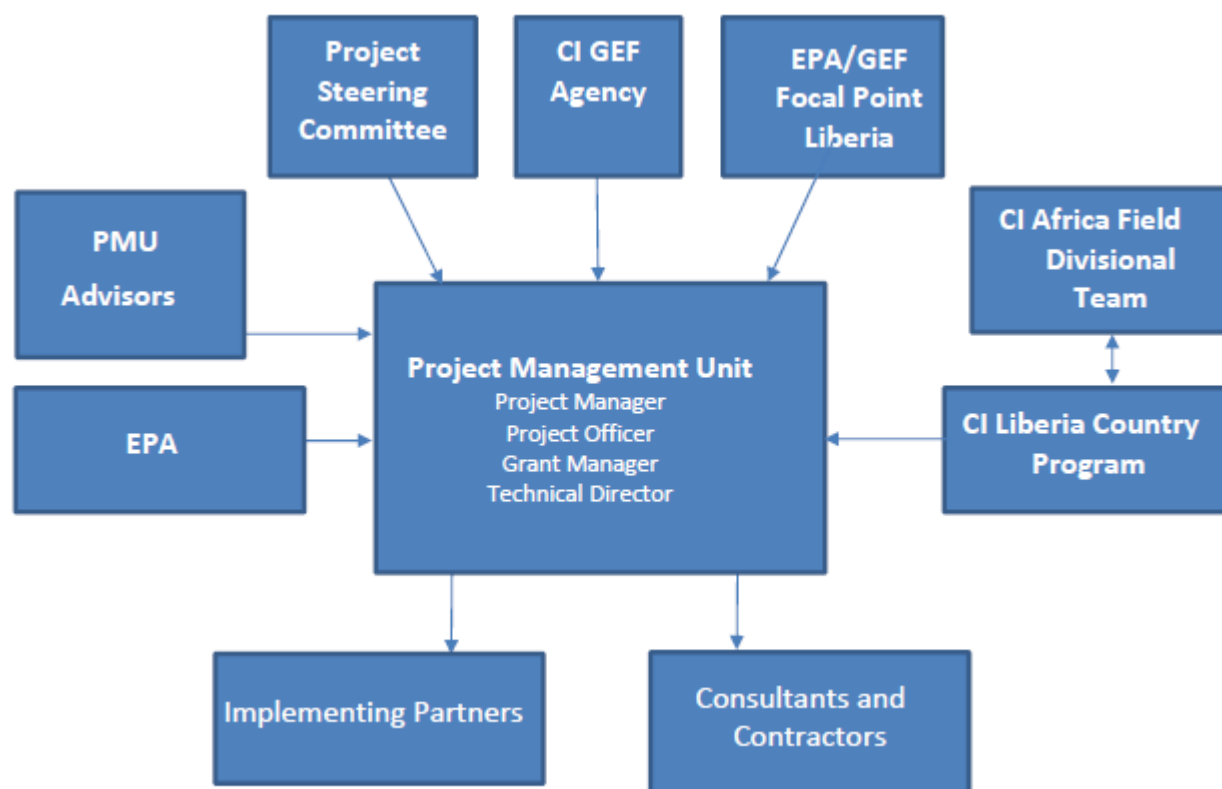 Project
Steering
Committee
CI GEF
Agency
EPA/GEF
Focal Point
Liberia
PMU
Advisors
CI Africa Field
Divisional
Team
Project Management Unit
Project Manager
Project Officer
Grant Manager
Technical Director
EPA
CI Liberia Country
Program
Implementing Partners
Consultants and
Contractors